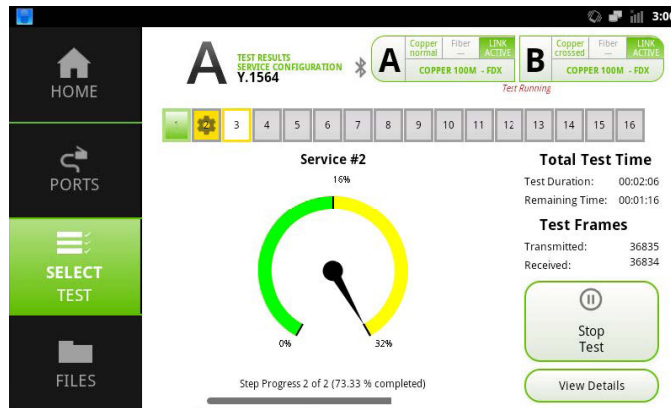 3:00
HOME
PORTS
SELECT
TEST
FILES
A
TEST RESULTS
SERVICE CONFIGURATION
Y.1564
A
Copper normal
Fiber ---
LINK ACTIVE
COPPER 100M - FDX
B
Copper crossed
Fiber ---
LINK ACTIVE
COPPER 100M - FDX
Test Running
2 3 4 5 6 7 8 9 10 11 12 13 14 15 16
Service #2
16%
0%
32%
Step Progress 2 of 2 (73.33 % completed)
Total Test Time
Test Duration: 00:02:06
Remaining Time: 00:01:16
Test Frames
Transmitted: 36835
Received: 36834
Stop
Test
View Details